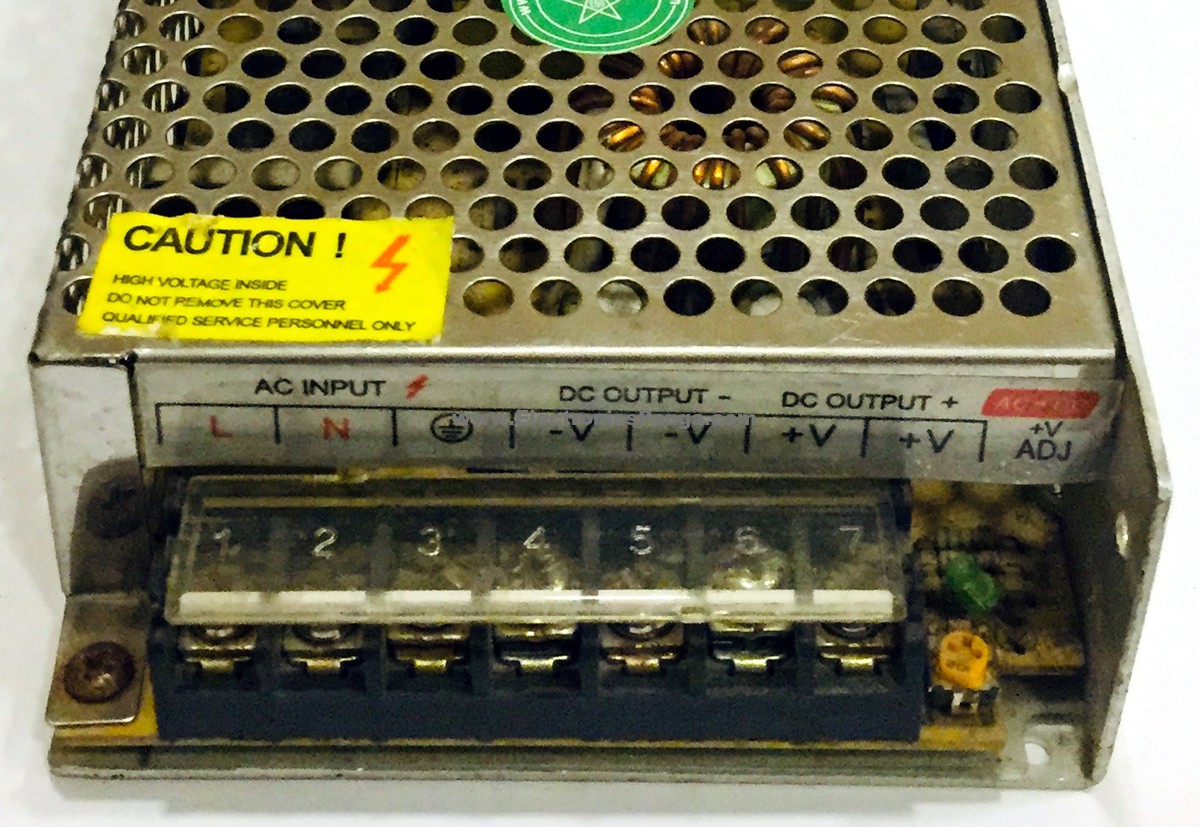 CAUTION !
HIGH VOLTAGE INSIDE
DO NOT REMOVE THIS COVER
QUALIFIED SERVICE PERSONNEL ONLY
AC INPUT DC OUTPUT - DC OUTPUT +
L N -V -V +V +V +V
ADJ
1 2 3 4 5 6 7